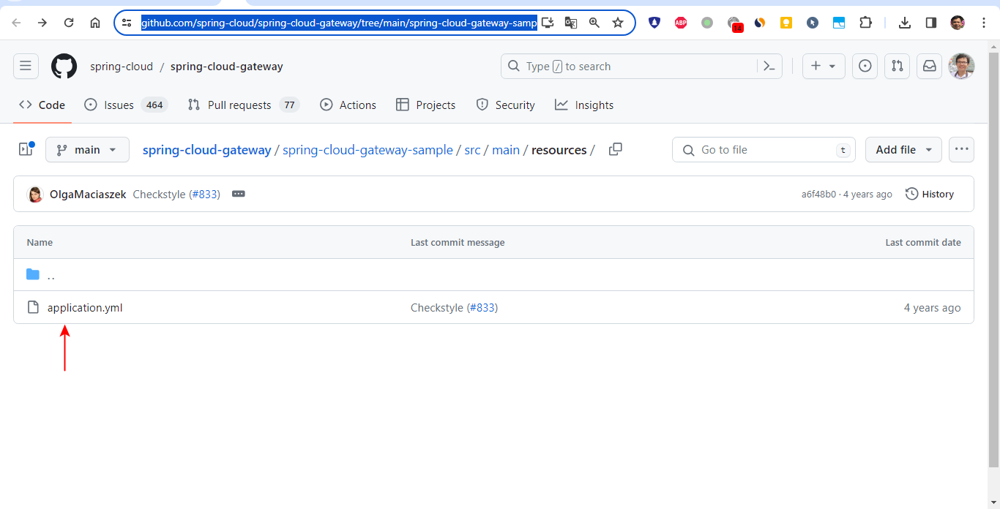 github.com/spring-cloud/spring-cloud-gateway/tree/main/spring-cloud-gateway-samp
ABP
14
spring-cloud / spring-cloud-gateway
Type / to search
Code
Issues 464
Pull requests 77
Actions
Projects
Security
Insights
main
spring-cloud-gateway / spring-cloud-gateway-sample / src / main / resources /
Go to file
t
Add file
OlgaMaciaszek Checkstyle (#833)
a6f48b0 · 4 years ago
History
Name Last commit message Last commit date
..
application.yml Checkstyle (#833) 4 years ago